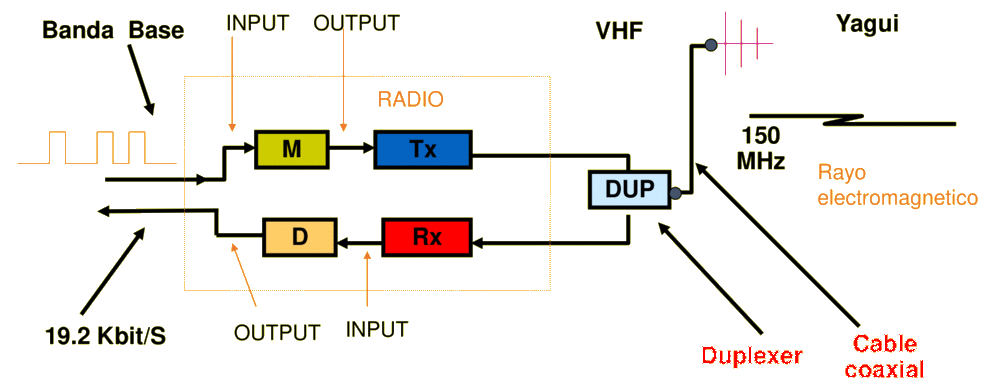 Banda Base
INPUT
OUTPUT
VHF
Yagui
RADIO
M
Tx
150
MHz
DUP
Rayo
electromagnetico
D
Rx
19.2 Kbit/S
OUTPUT
INPUT
Duplexer
Cable
coaxial